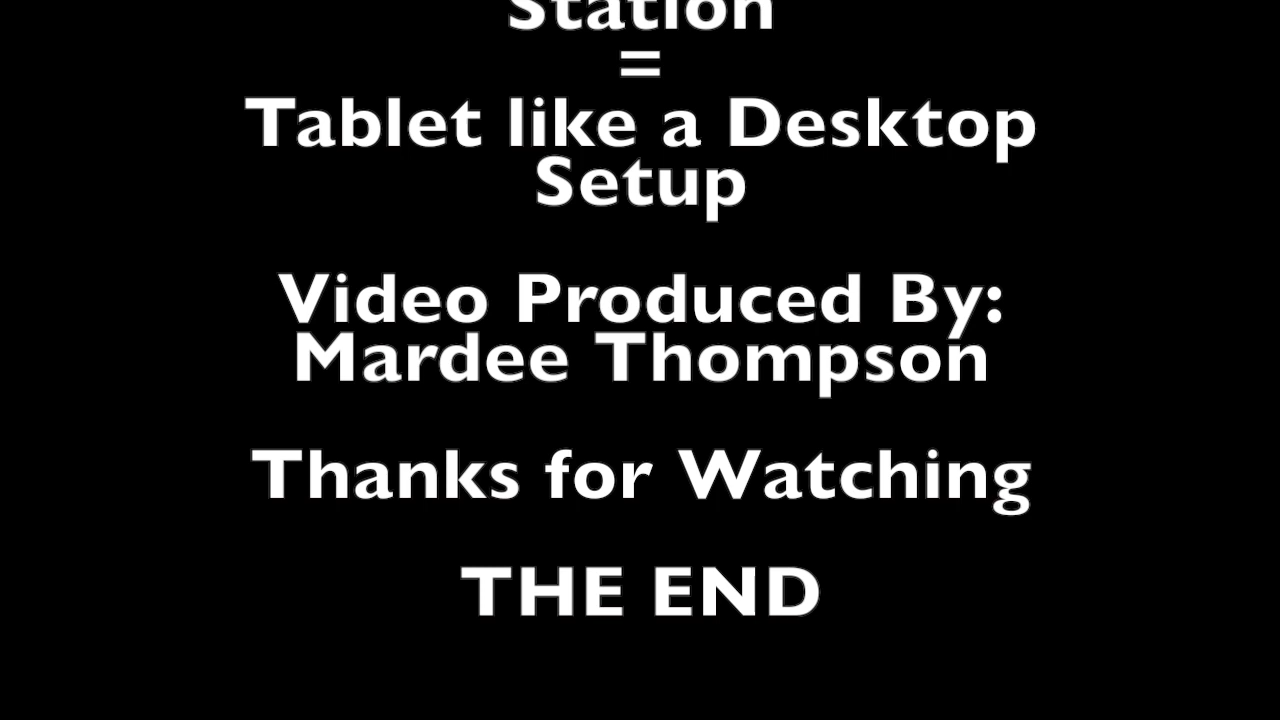 Station
=
Tablet like a Desktop
Setup
Video Produced By:
Mardee Thompson
Thanks for Watching
THE END